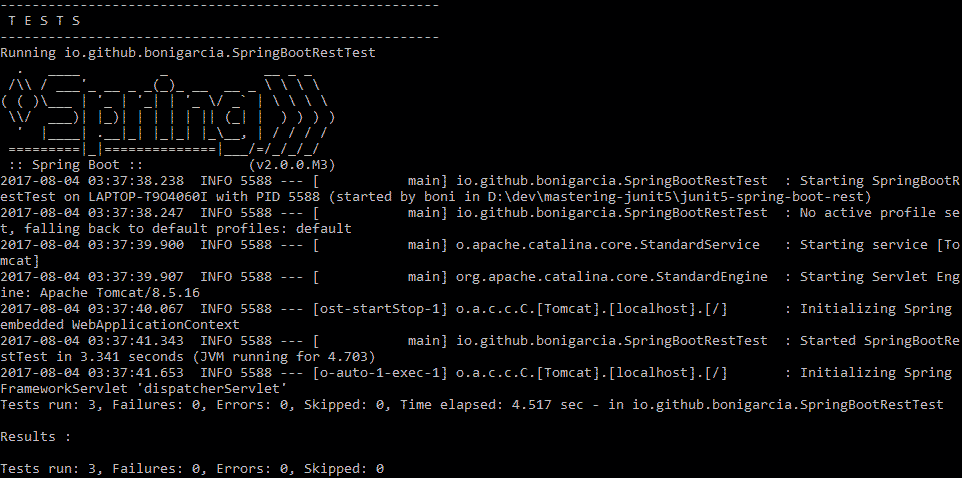 -------------------------------------------------------
 T E S T S
-------------------------------------------------------
Running io.github.bonigarcia.SpringBootRestTest
  .   ____          _            __ _ _
 /\\ / ___'_ __ _ _(_)_ __  __ _ \ \ \ \
( ( )\___ | '_ | '_| | '_ \/ _` | \ \ \ \
 \\/  ___)| |_)| | | | | || (_| |  ) ) ) )
  '  |____| .__|_| |_|_| |_\__, | / / / /
 =========|_|==============|___/=/_/_/_/
 :: Spring Boot ::             (v2.0.0.M3)
2017-08-04 03:37:38.238  INFO 5588 --- [           main] io.github.bonigarcia.SpringBootRestTest  : Starting SpringBootR
estTest on LAPTOP-T9O4060I with PID 5588 (started by boni in D:\dev\mastering-junit5\junit5-spring-boot-rest)
2017-08-04 03:37:38.247  INFO 5588 --- [           main] io.github.bonigarcia.SpringBootRestTest  : No active profile se
t, falling back to default profiles: default
2017-08-04 03:37:39.900  INFO 5588 --- [           main] o.apache.catalina.core.StandardService   : Starting service [To
mcat]
2017-08-04 03:37:39.907  INFO 5588 --- [           main] org.apache.catalina.core.StandardEngine  : Starting Servlet Eng
ine: Apache Tomcat/8.5.16
2017-08-04 03:37:40.067  INFO 5588 --- [ost-startStop-1] o.a.c.c.C.[Tomcat].[localhost].[/]       : Initializing Spring
embedded WebApplicationContext
2017-08-04 03:37:41.343  INFO 5588 --- [           main] io.github.bonigarcia.SpringBootRestTest  : Started SpringBootRe
stTest in 3.341 seconds (JVM running for 4.703)
2017-08-04 03:37:41.653  INFO 5588 --- [o-auto-1-exec-1] o.a.c.c.C.[Tomcat].[localhost].[/]       : Initializing Spring
FrameworkServlet 'dispatcherServlet'
Tests run: 3, Failures: 0, Errors: 0, Skipped: 0, Time elapsed: 4.517 sec - in io.github.bonigarcia.SpringBootRestTest

Results :

Tests run: 3, Failures: 0, Errors: 0, Skipped: 0